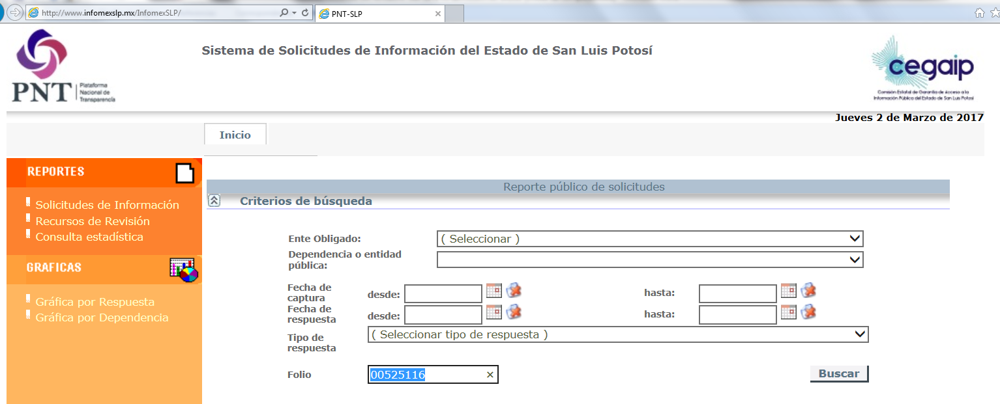 http://www.infomexslp.mx/InfomexSLP/
PNT-SLP
PNT
Plataforma
Nacional de
Transparencia
Sistema de Solicitudes de Información del Estado de San Luis Potosí
cegaip
Comisión Estatal de Garantía de Acceso a la
Información Pública del Estado de San Luis Potosí
Jueves 2 de Marzo de 2017
Inicio
REPORTES
Solicitudes de Información
Recursos de Revisión
Consulta estadística
GRAFICAS
Gráfica por Respuesta
Gráfica por Dependencia
Reporte público de solicitudes
Criterios de búsqueda
Ente Obligado:
( Seleccionar )
Dependencia o entidad
pública:
Fecha de
captura
desde:
hasta:
Fecha de
respuesta
desde:
hasta:
Tipo de
respuesta
( Seleccionar tipo de respuesta )
Folio
00525116
Buscar